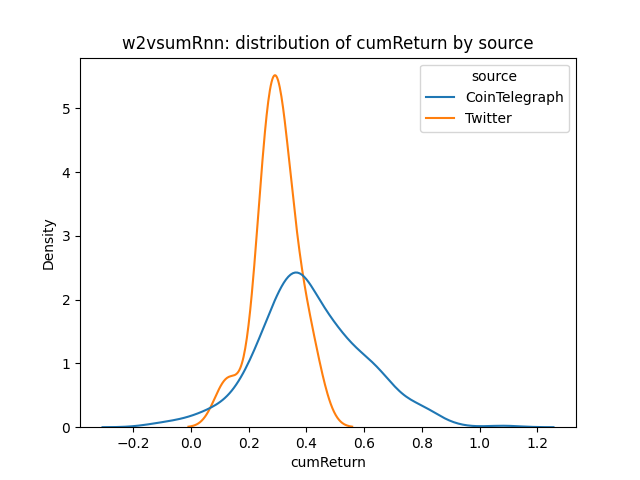 w2vsumRnn: distribution of cumReturn by source
source
CoinTelegraph
Twitter
Density
5
4
3
2
1
0
−0.2 0.0 0.2 0.4 0.6 0.8 1.0 1.2
cumReturn